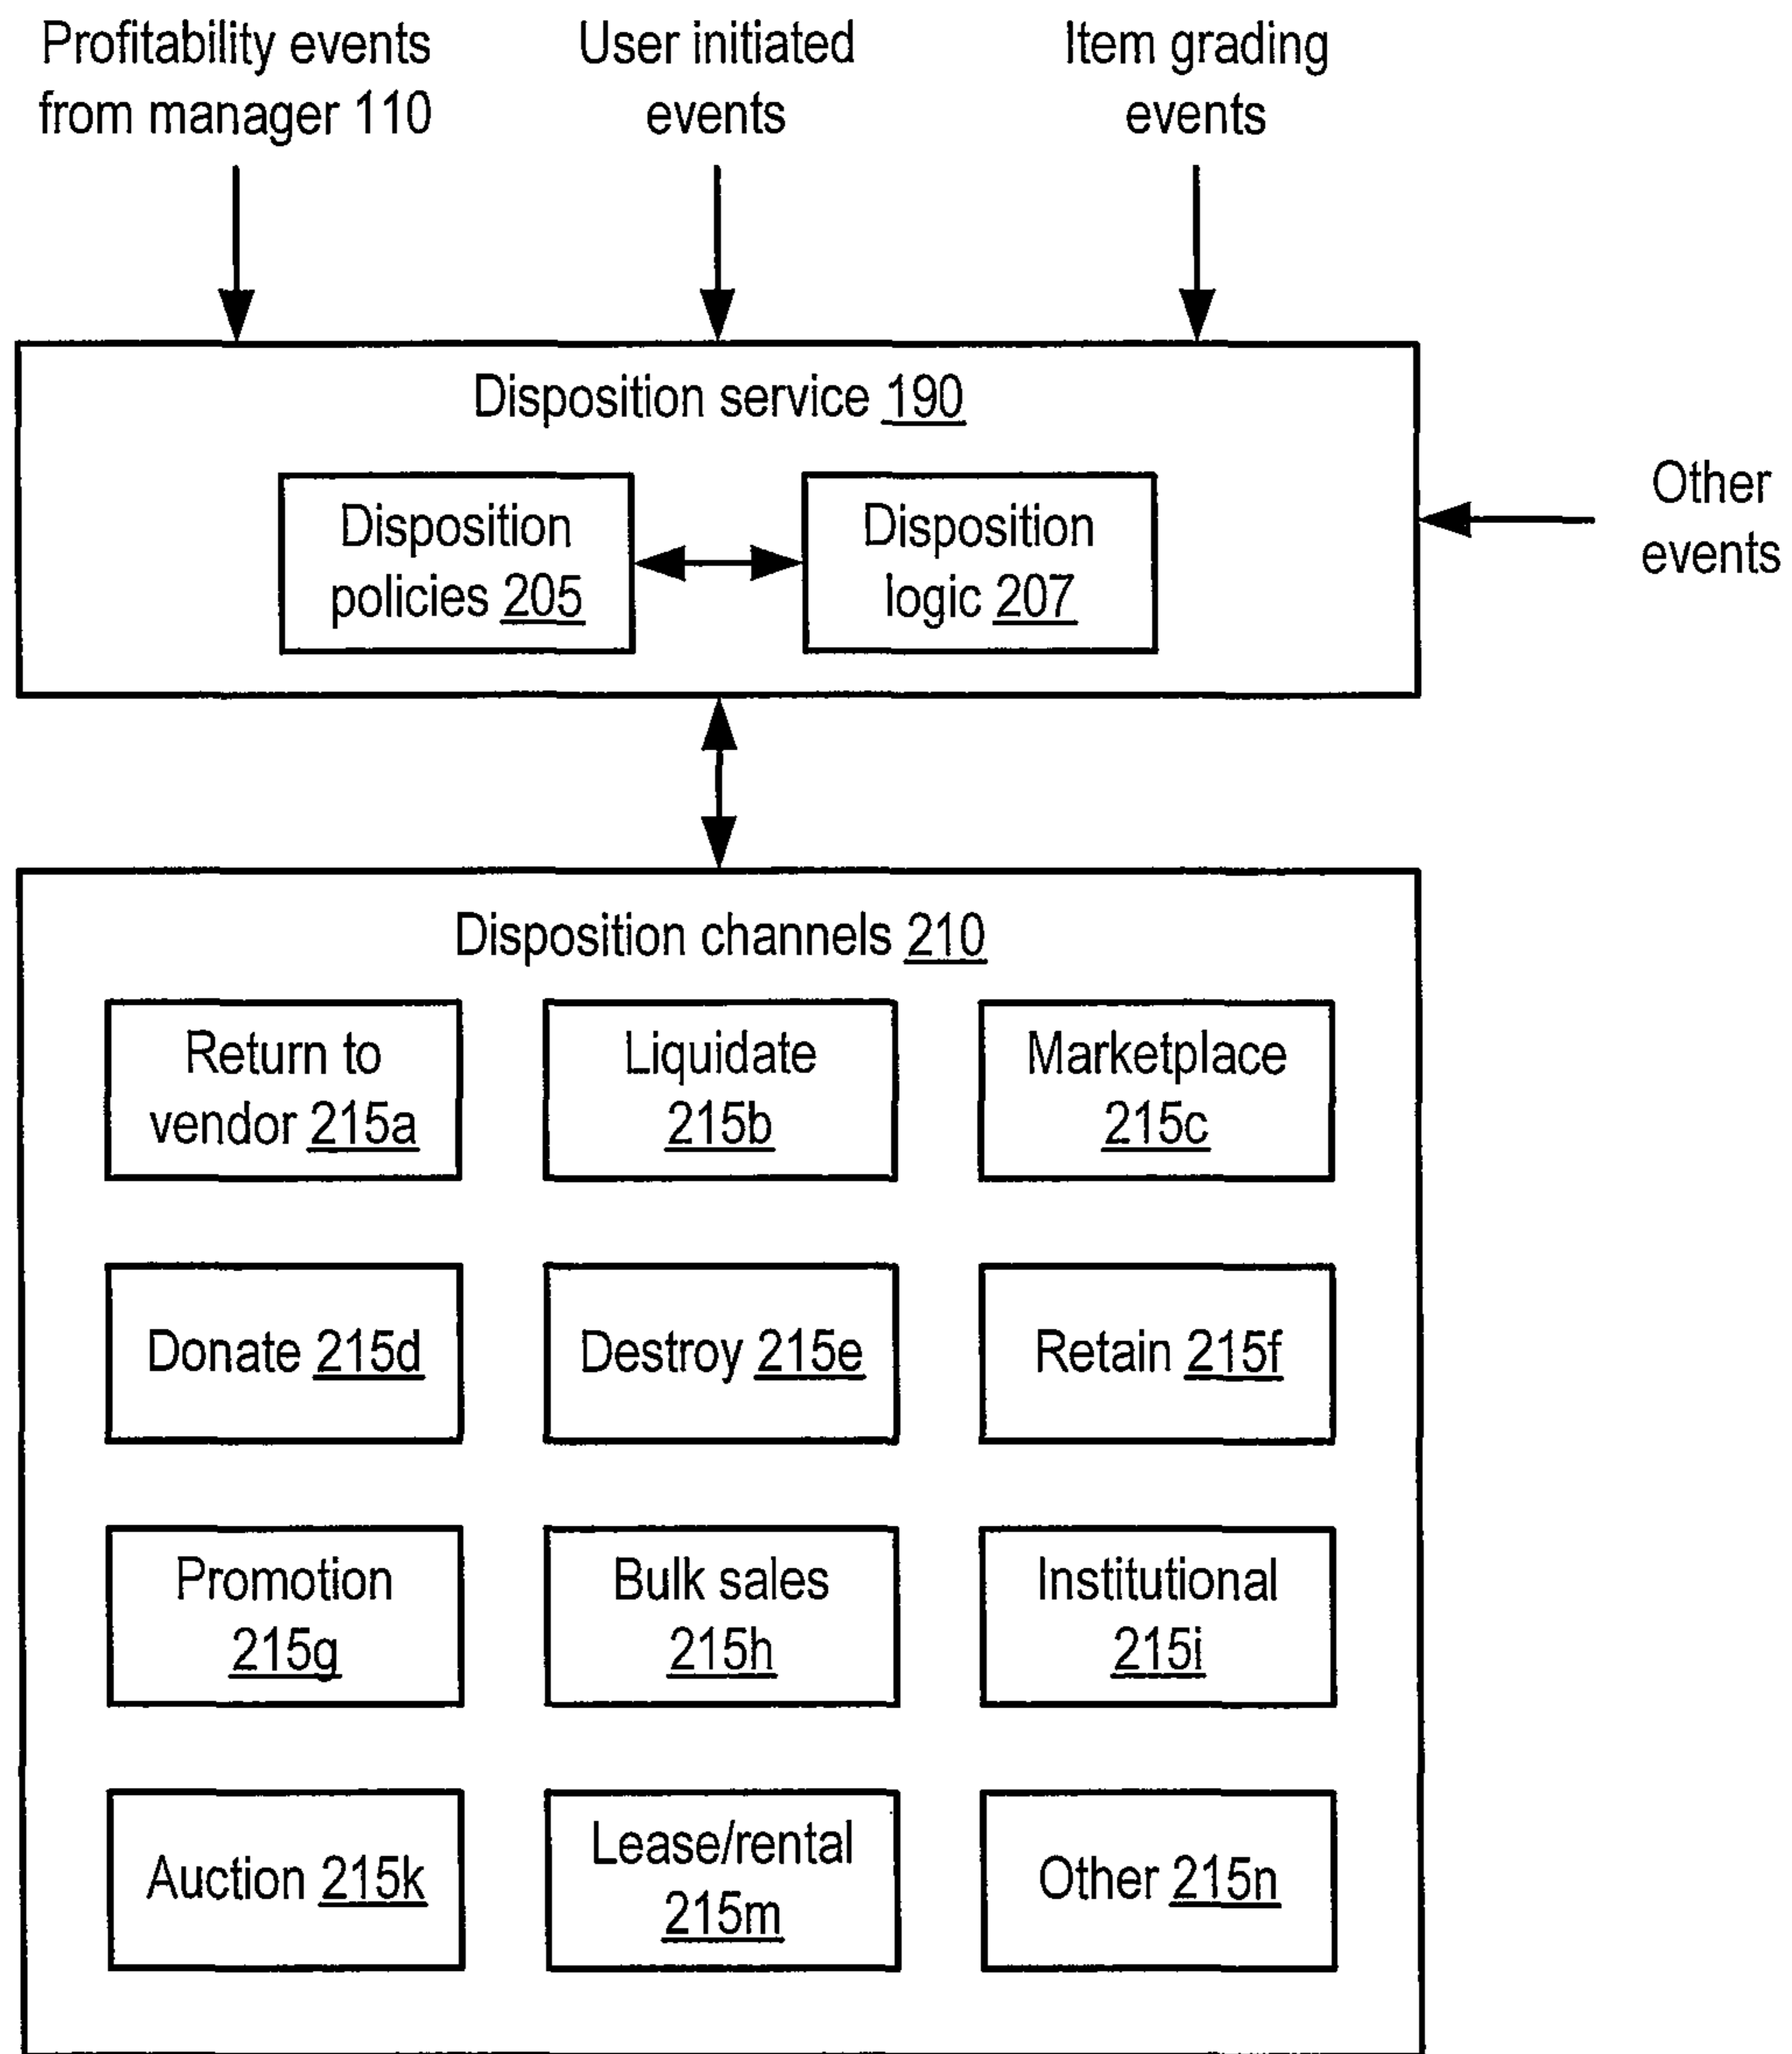 Profitability events
from manager 110
User initiated
events
Item grading
events
Disposition service 190
Disposition
policies 205
Disposition
logic 207
Other
events
Disposition channels 210
Return to
vendor 215a
Liquidate
215b
Marketplace
215c
Donate 215d
Destroy 215e
Retain 215f
Promotion
215g
Bulk sales
215h
Institutional
215i
Auction 215k
Lease/rental
215m
Other 215n